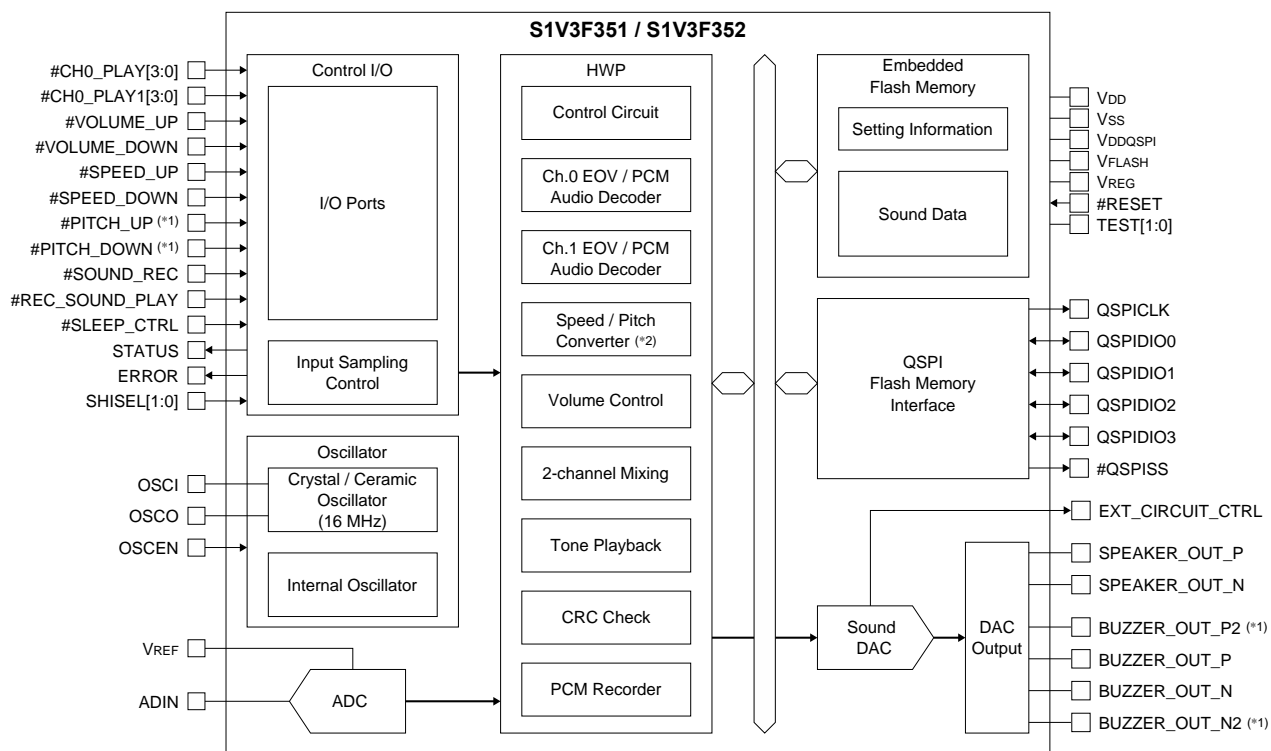 S1V3F351 / S1V3F352
#CH0_PLAY[3:0]
#CH0_PLAY1[3:0]
#VOLUME_UP
#VOLUME_DOWN
#SPEED_UP
#SPEED_DOWN
#PITCH_UP (*1)
#PITCH_DOWN (*1)
#SOUND_REC
#REC_SOUND_PLAY
#SLEEP_CTRL
STATUS
ERROR
SHISEL[1:0]
OSCI
OSCO
OSCEN
VREF
ADIN
Control I/O
I/O Ports
Input Sampling
Control
Oscillator
Crystal / Ceramic
Oscillator
(16 MHz)
Internal Oscillator
ADC
HWP
Control Circuit
Ch.0 EOV / PCM
Audio Decoder
Ch.1 EOV / PCM
Audio Decoder
Speed / Pitch
Converter (*2)
Volume Control
2-channel Mixing
Tone Playback
CRC Check
PCM Recorder
Embedded
Flash Memory
Setting Information
Sound Data
QSPI
Flash Memory
Interface
Sound
DAC
DAC
Output
VDD
VSS
VDDQSPI
VFLASH
VREG
#RESET
TEST[1:0]
QSPICLK
QSPIDIO0
QSPIDIO1
QSPIDIO2
QSPIDIO3
#QSPISS
EXT_CIRCUIT_CTRL
SPEAKER_OUT_P
SPEAKER_OUT_N
BUZZER_OUT_P2 (*1)
BUZZER_OUT_P
BUZZER_OUT_N
BUZZER_OUT_N2 (*1)